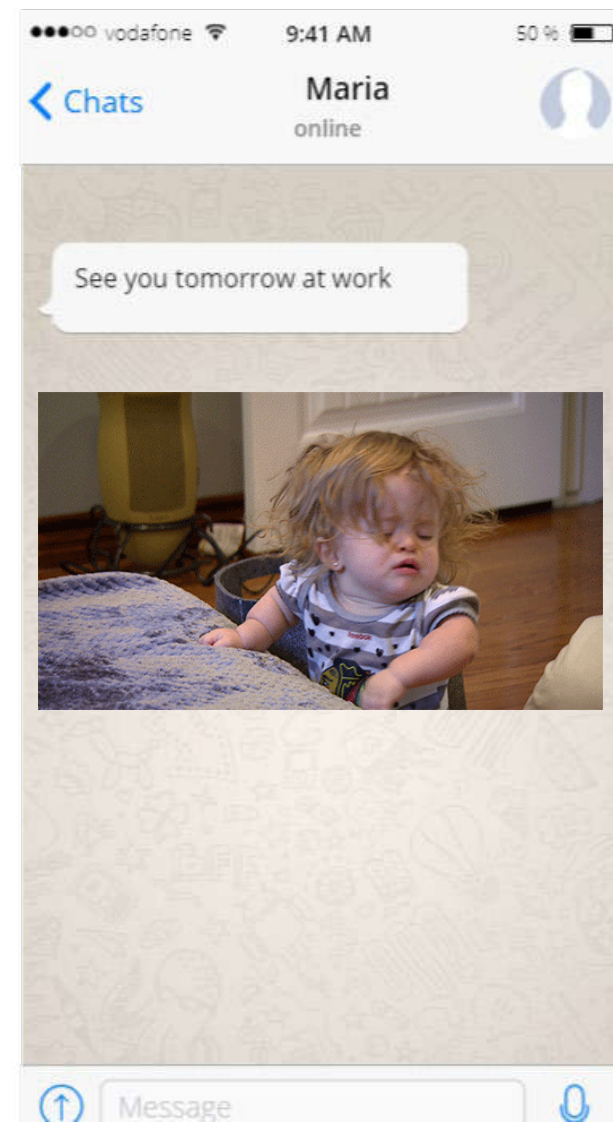 vodafone 9:41 AM 50 %
Chats Maria
online
See you tomorrow at work
Message